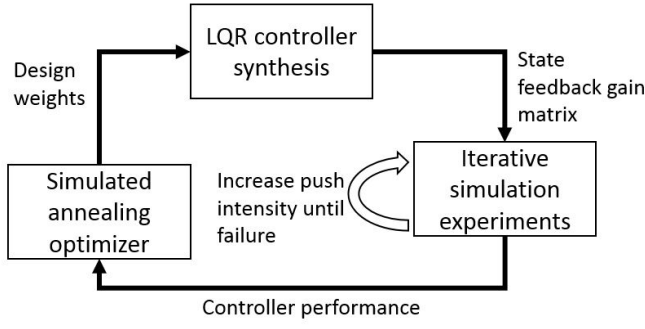 LQR controller
synthesis
Design
weights
State
feedback gain
matrix
Simulated
annealing
optimizer
Increase push
intensity until
failure
Iterative
simulation
experiments
Controller performance